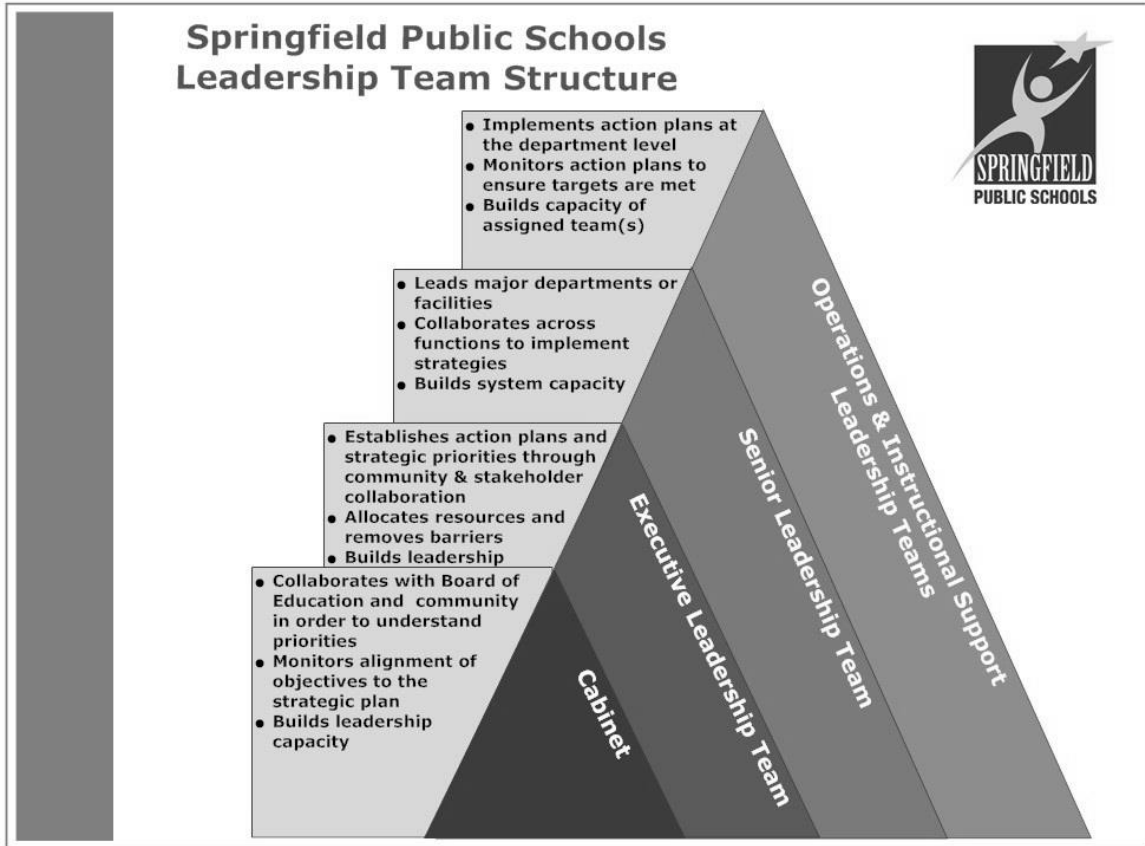 Springfield Public Schools
Leadership Team Structure
SPRINGFIELD
PUBLIC SCHOOLS
• Implements action plans at
the department level
• Monitors action plans to
ensure targets are met
• Builds capacity of
assigned team(s)
• Leads major departments or
facilities
• Collaborates across
functions to implement
strategies
• Builds system capacity
• Establishes action plans and
strategic priorities through
community & stakeholder
collaboration
• Allocates resources and
removes barriers
• Builds leadership
• Collaborates with Board of
Education and community
in order to understand
priorities
• Monitors alignment of
objectives to the
strategic plan
• Builds leadership
capacity
Cabinet
Executive Leadership Team
Senior Leadership Team
Operations & Instructional Support
Leadership Teams